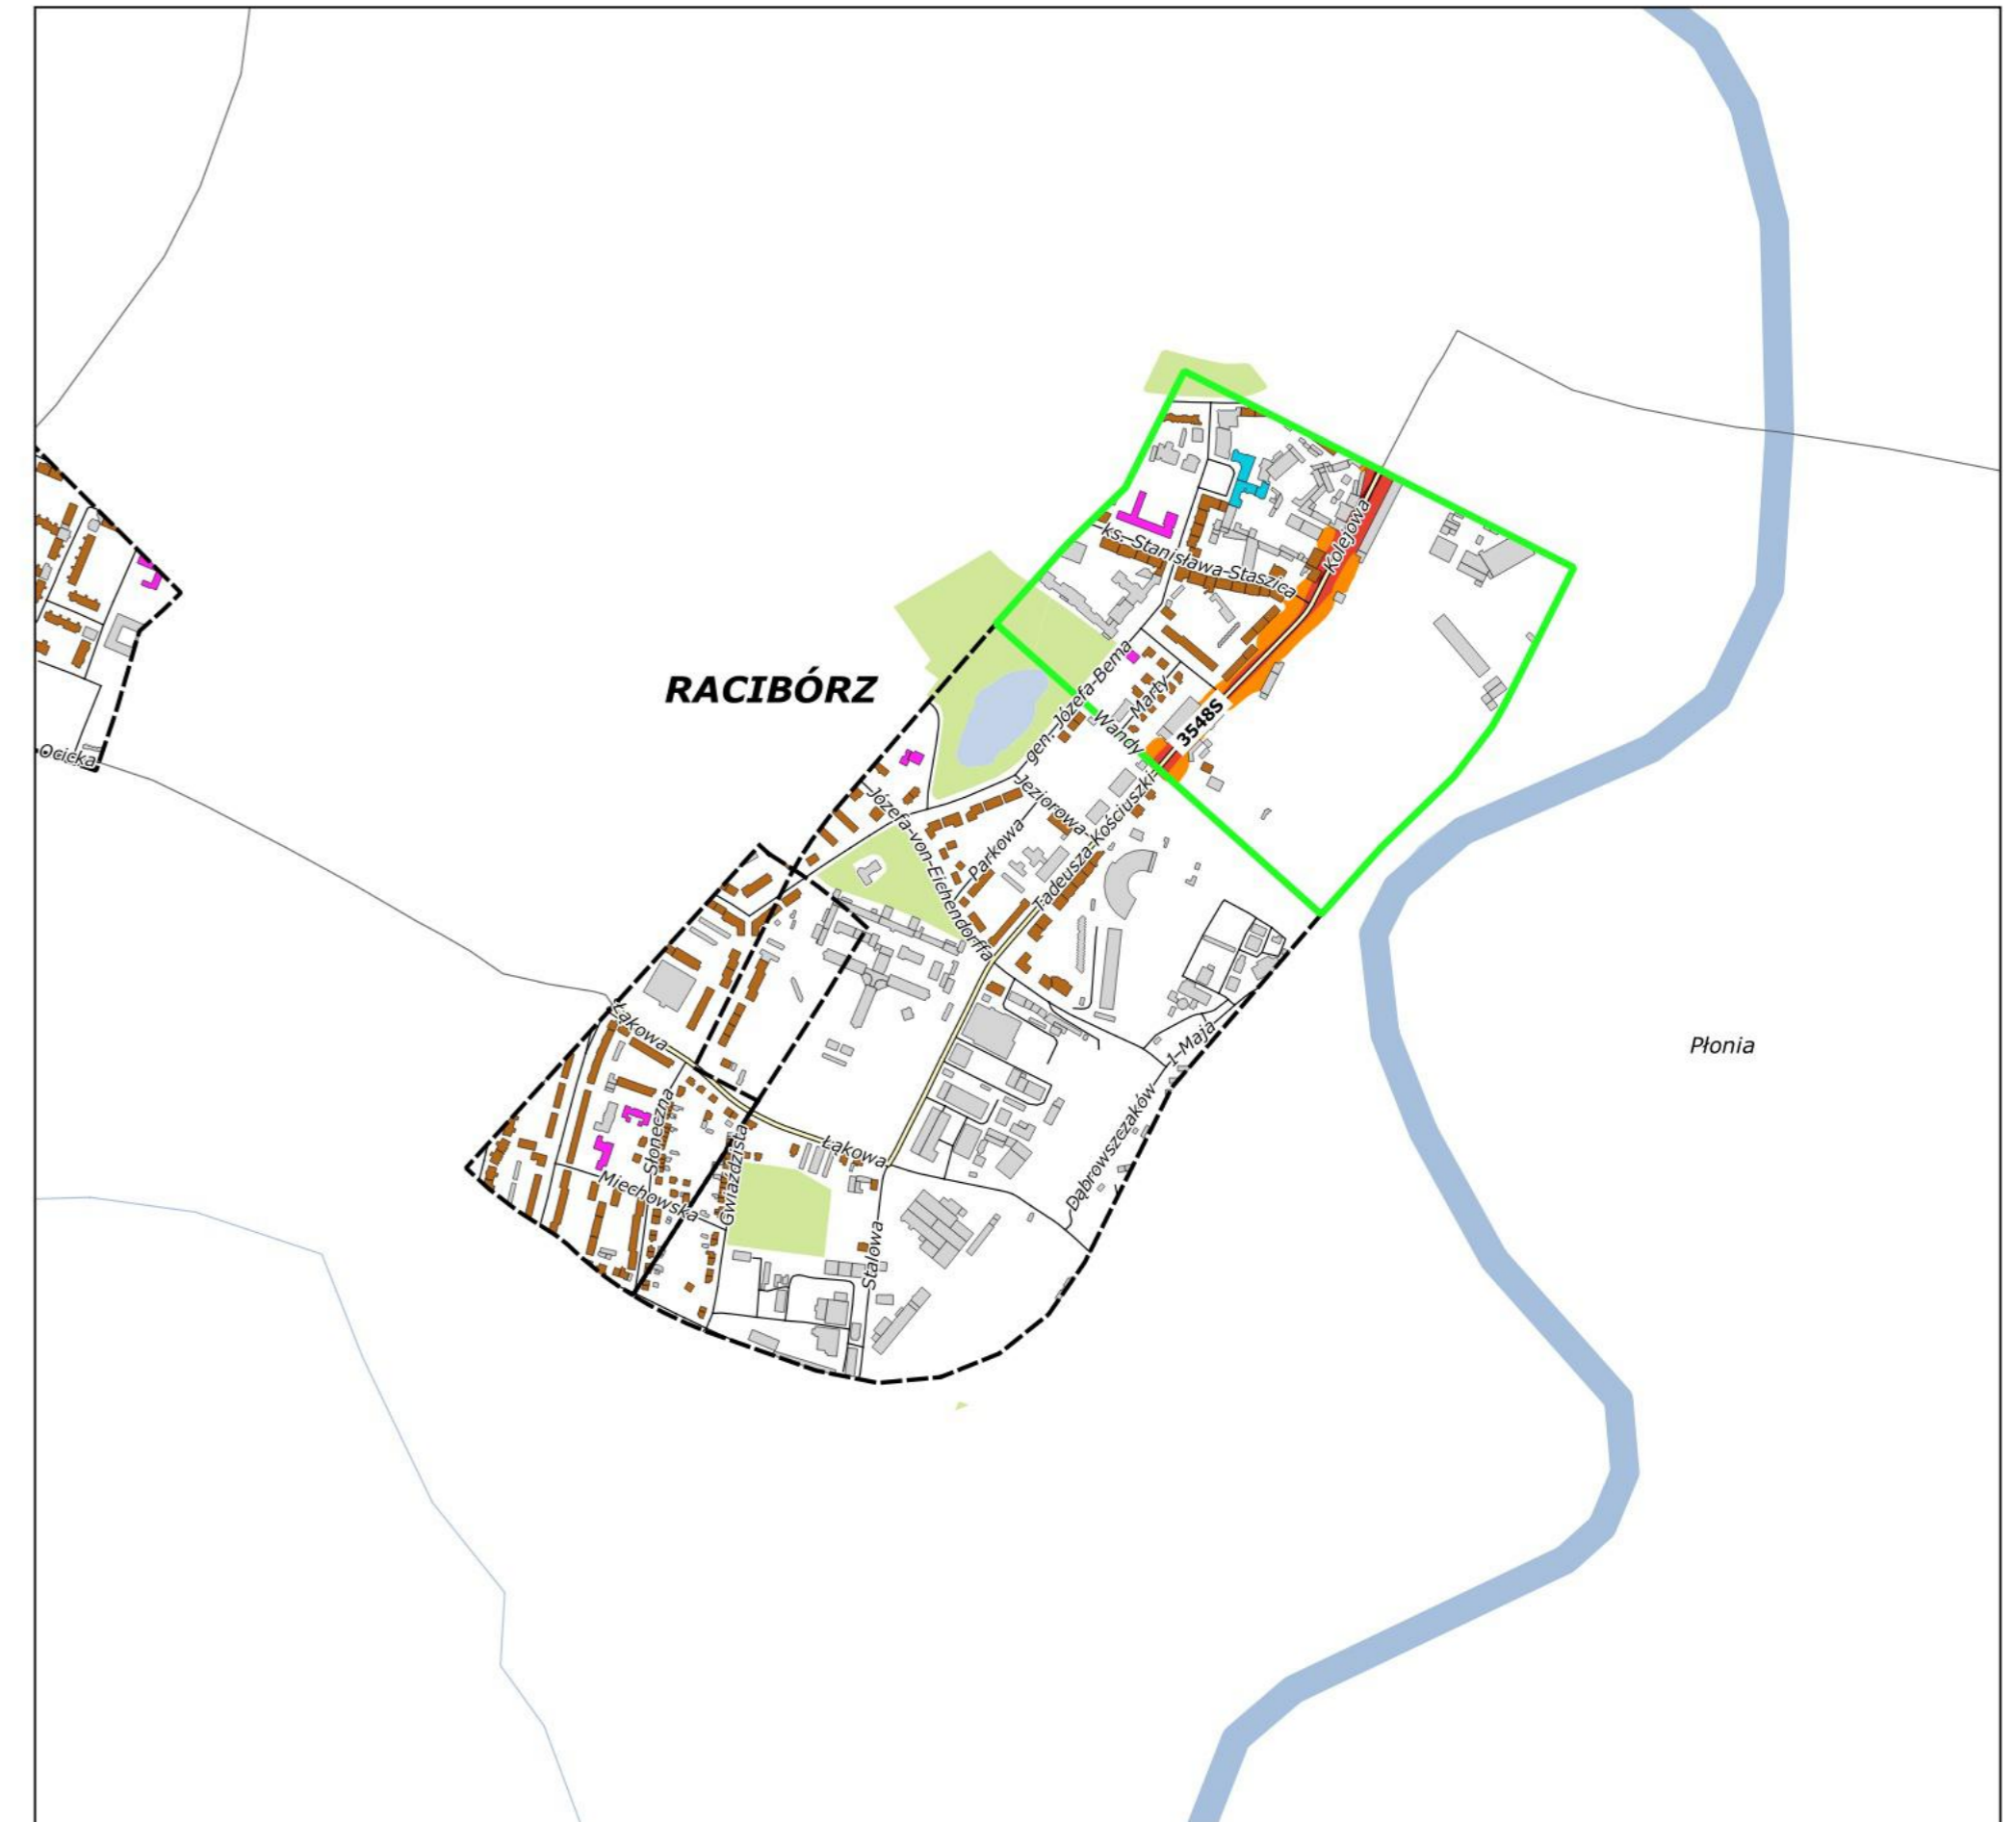 Kolejowa
ks. Stanisława Staszica
RACIBÓRZ
gen. Józefa Bema
Marty
Wandy
3548S
Ocicka
Jeziorowa
Józefa von Eichendorffa
Parkowa
Tadeusza Kościuszki
Łąkowa
1 Maja
Płonia
Słoneczna
Dąbrowszczaków
Łąkowa
Gwiaździsta
Miechowska
Stalowa